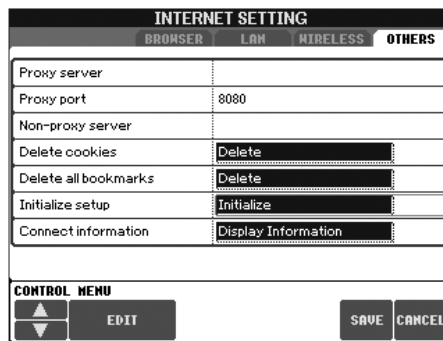 INTERNET SETTING
BROWSER LAN WIRELESS OTHERS
Proxy server
Proxy port 8080
Non-proxy server
Delete cookies Delete
Delete all bookmarks Delete
Initialize setup Initialize
Connect information Display Information
CONTROL MENU
EDIT SAVE CANCEL